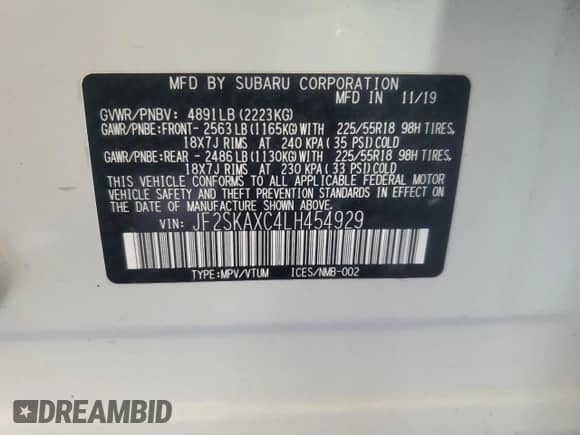 MFD BY SUBARU CORPORATION
MFD IN 11/19
GVWR/PNBV: 4891LB (2223KG)
GAWR/PNBE:FRONT- 2563LB (1165KG) WITH 225/55R18 98H TIRES,
18X7J RIMS AT 240 KPA ( 35 PSI) COLD
GAWR/PNBE:REAR - 2486LB (1130KG) WITH 225/55R18 98H TIRES,
18X7J RIMS AT 230 KPA ( 33 PSI) COLD
THIS VEHICLE CONFORMS TO ALL APPLICABLE FEDERAL MOTOR
VEHICLE SAFETY AND THEFT PREVENTION STANDARDS IN EFFECT ON
THE DATE OF MANUFACTURE SHOWN ABOVE.
VIN: JF2SKAXC4LH454929
TYPE:MPV/VTUM ICES/NMB-002
DREAMBID
DREAMBID